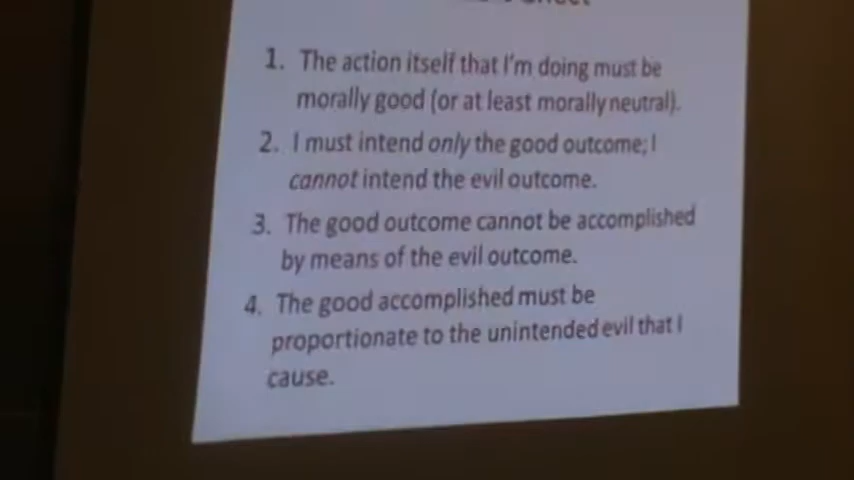 1. The action itself that I'm doing must be
morally good (or at least morally neutral).
2. I must intend only the good outcome; I
cannot intend the evil outcome.
3. The good outcome cannot be accomplished
by means of the evil outcome.
4. The good accomplished must be
proportionate to the unintended evil that I
cause.